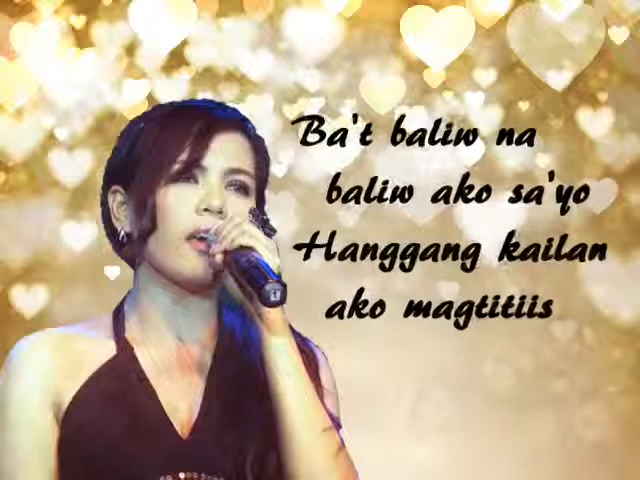 Ba't baliw na
baliw ako sa'yo
Hanggang kailan
ako magtitiis